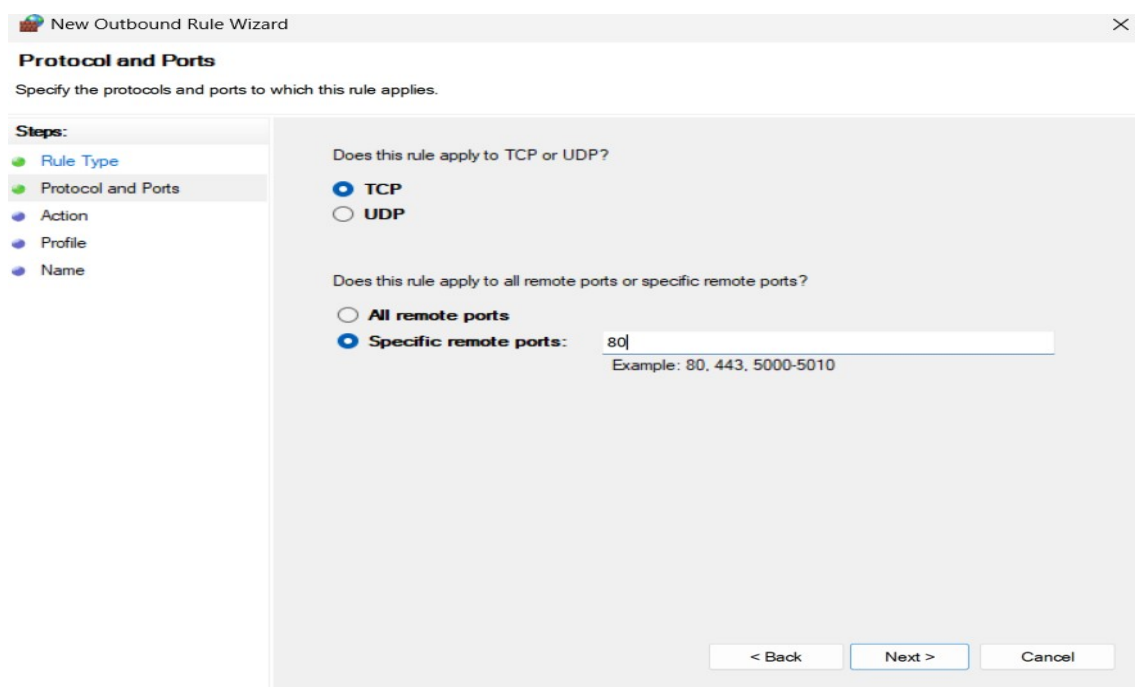 New Outbound Rule Wizard
Protocol and Ports
Specify the protocols and ports to which this rule applies.
Steps:
Rule Type
Protocol and Ports
Action
Profile
Name
Does this rule apply to TCP or UDP?
TCP
UDP
Does this rule apply to all remote ports or specific remote ports?
All remote ports
Specific remote ports: 80
Example: 80, 443, 5000-5010
< Back Next > Cancel